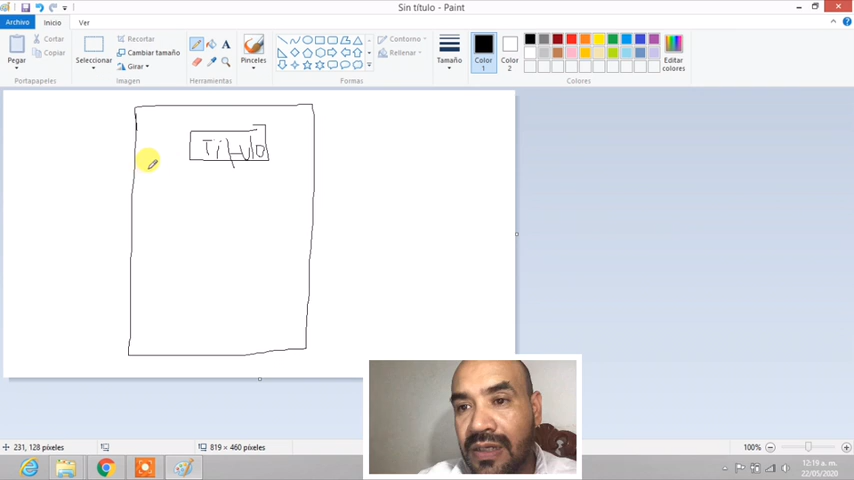 Sin título - Paint
Archivo
Inicio
Ver
Pegar
Cortar
Copiar
Portapapeles
Seleccionar
Recortar
Cambiar tamaño
Girar
Imagen
A
Herramientas
Pinceles
Contorno
Rellenar
Formas
Tamaño
Color 1
Color 2
Editar colores
Colores
Título
231, 128 píxeles
819 × 460 píxeles
100%
12:19 a. m.
22/05/2020